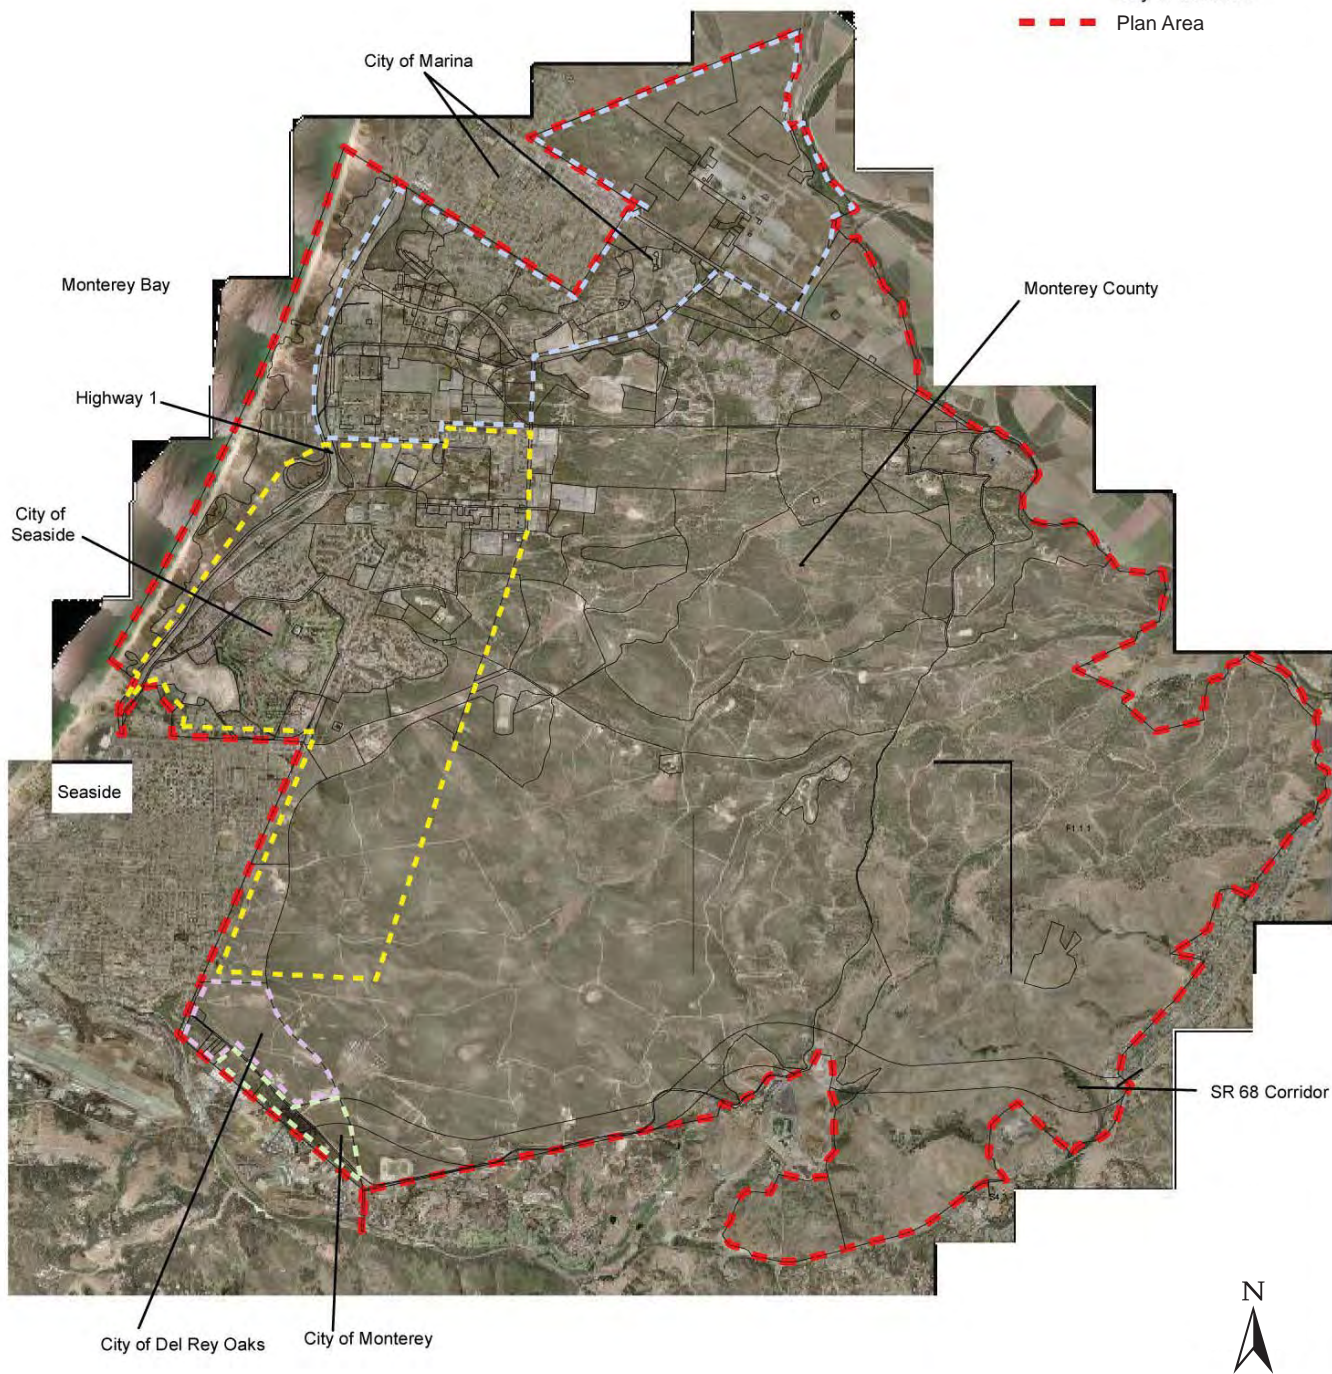 Plan Area
City of Marina
Monterey Bay
Monterey County
Highway 1
City of
Seaside
Seaside
SR 68 Corridor
City of Del Rey Oaks
City of Monterey
N